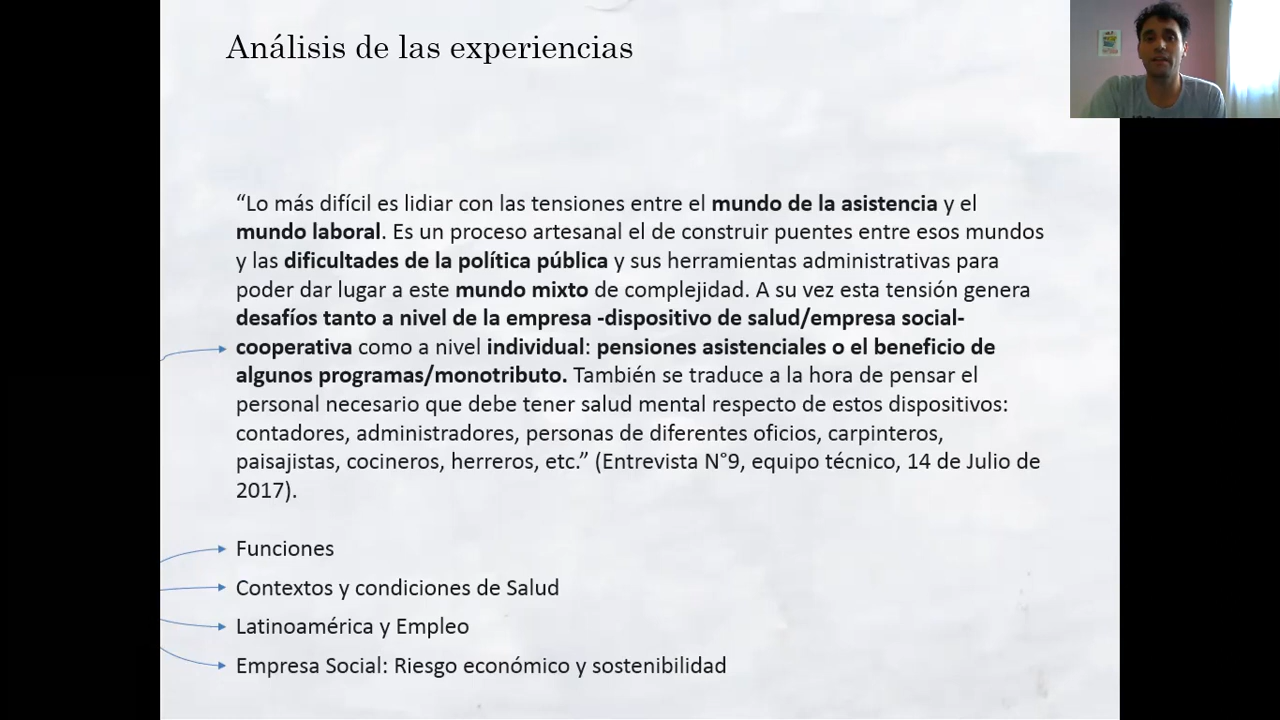 Análisis de las experiencias
“Lo más difícil es lidiar con las tensiones entre el mundo de la asistencia y el
mundo laboral. Es un proceso artesanal el de construir puentes entre esos mundos
y las dificultades de la política pública y sus herramientas administrativas para
poder dar lugar a este mundo mixto de complejidad. A su vez esta tensión genera
desafíos tanto a nivel de la empresa -dispositivo de salud/empresa social-
cooperativa como a nivel individual: pensiones asistenciales o el beneficio de
algunos programas/monotributo. También se traduce a la hora de pensar el
personal necesario que debe tener salud mental respecto de estos dispositivos:
contadores, administradores, personas de diferentes oficios, carpinteros,
paisajistas, cocineros, herreros, etc.” (Entrevista N°9, equipo técnico, 14 de Julio de
2017).
Funciones
Contextos y condiciones de Salud
Latinoamérica y Empleo
Empresa Social: Riesgo económico y sostenibilidad